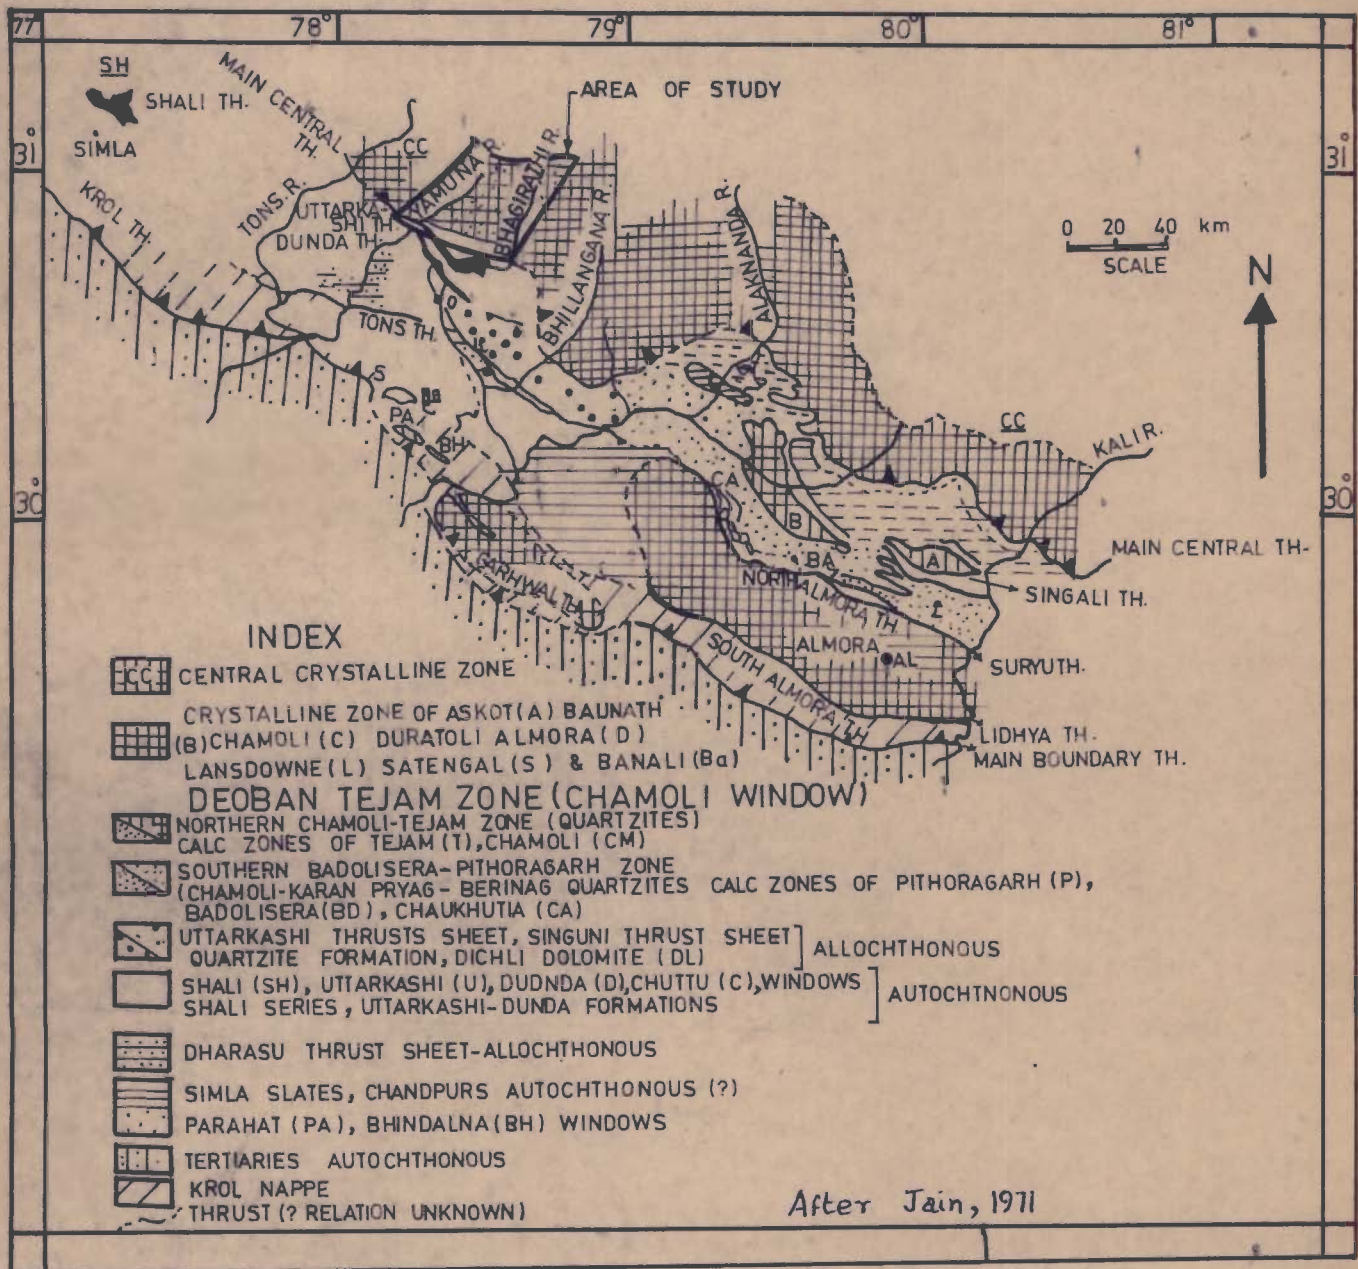 77 78° 79° 80° 81°
SH
SHALI TH.
SIMLA
31°
31°
MAIN CENTRAL
TH.
AREA OF STUDY
CC
YAMUNA R.
BHAGIRATHI R.
BHILLANGANA R.
ALAKNANDA R.
KROL TH.
TONS R.
UTTARKA-
SHI TH
DUNDA TH.
TONS TH.
0 20 40 km
SCALE
N
S
PA
BH
L
CC
KALI R.
30°
30°
CA
B
BA
A
MAIN CENTRAL TH-
SINGALI TH.
NORTH ALMORA TH
GARHWAL TH
ALMORA
AL
SOUTH ALMORA TH
SURYUTH.
LIDHYA TH.
MAIN BOUNDARY TH.
INDEX
CC CENTRAL CRYSTALLINE ZONE
CRYSTALLINE ZONE OF ASKOT(A) BAUNATH
(B)CHAMOLI (C) DURATOLI ALMORA(D)
LANSDOWNE(L) SATENGAL(S) & BANALI(Ba)
DEOBAN TEJAM ZONE(CHAMOLI WINDOW)
NORTHERN CHAMOLI-TEJAM ZONE (QUARTZITES)
CALC ZONES OF TEJAM(T),CHAMOLI (CM)
SOUTHERN BADOLISERA-PITHORAGARH ZONE
(CHAMOLI-KARAN PRYAG-BERINAG QUARTZITES CALC ZONES OF PITHORAGARH (P),
BADOLISERA(BD), CHAUKHUTIA (CA)
UTTARKASHI THRUSTS SHEET, SINGUNI THRUST SHEET
QUARTZITE FORMATION, DICHLI DOLOMITE (DL)
ALLOCHTHONOUS
SHALI (SH), UTTARKASHI (U), DUDNDA (D),CHUTTU (C),WINDOWS
SHALI SERIES, UTTARKASHI-DUNDA FORMATIONS
AUTOCHTNONOUS
DHARASU THRUST SHEET-ALLOCHTHONOUS
SIMLA SLATES, CHANDPURS AUTOCHTHONOUS (?)
PARAHAT (PA), BHINDALNA(BH) WINDOWS
TERTIARIES AUTOCHTHONOUS
KROL NAPPE
THRUST(? RELATION UNKNOWN)
After Jain, 1971